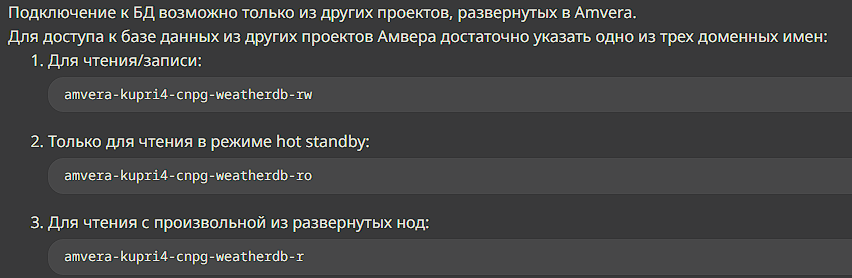 Подключение к БД возможно только из других проектов, развернутых в Amvera.
Для доступа к базе данных из других проектов Амвера достаточно указать одно из трех доменных имен:
1. Для чтения/записи:
amvera-kupri4-cnpg-weatherdb-rw
2. Только для чтения в режиме hot standby:
amvera-kupri4-cnpg-weatherdb-ro
3. Для чтения с произвольной из развернутых нод:
amvera-kupri4-cnpg-weatherdb-r